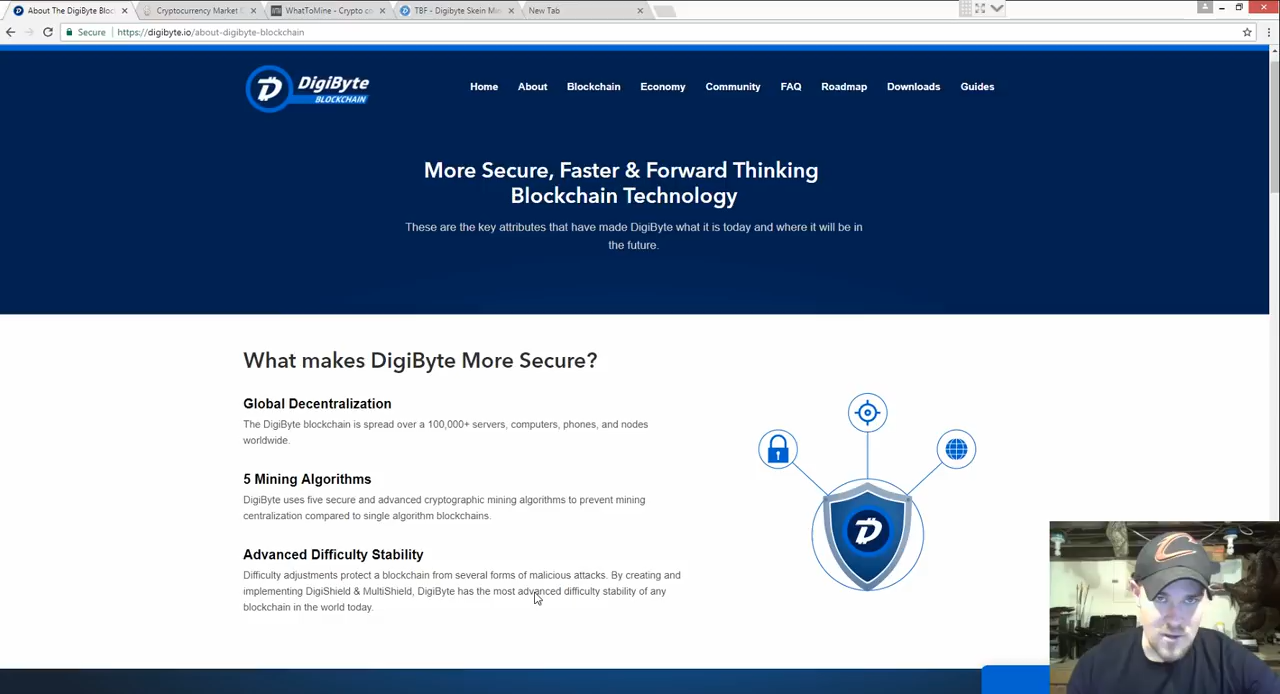 About The DigiByte Bloc
Cryptocurrency Market
WhatToMine - Crypto co
TBF - Digibyte Skein M
New Tab
Secure https://digibyte.io/about-digibyte-blockchain
DigiByte
BLOCKCHAIN
Home About Blockchain Economy Community FAQ Roadmap Downloads Guides
More Secure, Faster & Forward Thinking
Blockchain Technology
These are the key attributes that have made DigiByte what it is today and where it will be in
the future.
What makes DigiByte More Secure?
Global Decentralization
The DigiByte blockchain is spread over a 100,000+ servers, computers, phones, and nodes
worldwide.
5 Mining Algorithms
DigiByte uses five secure and advanced cryptographic mining algorithms to prevent mining
centralization compared to single algorithm blockchains.
Advanced Difficulty Stability
Difficulty adjustments protect a blockchain from several forms of malicious attacks. By creating and
implementing DigiShield & MultiShield, DigiByte has the most advanced difficulty stability of any
blockchain in the world today.